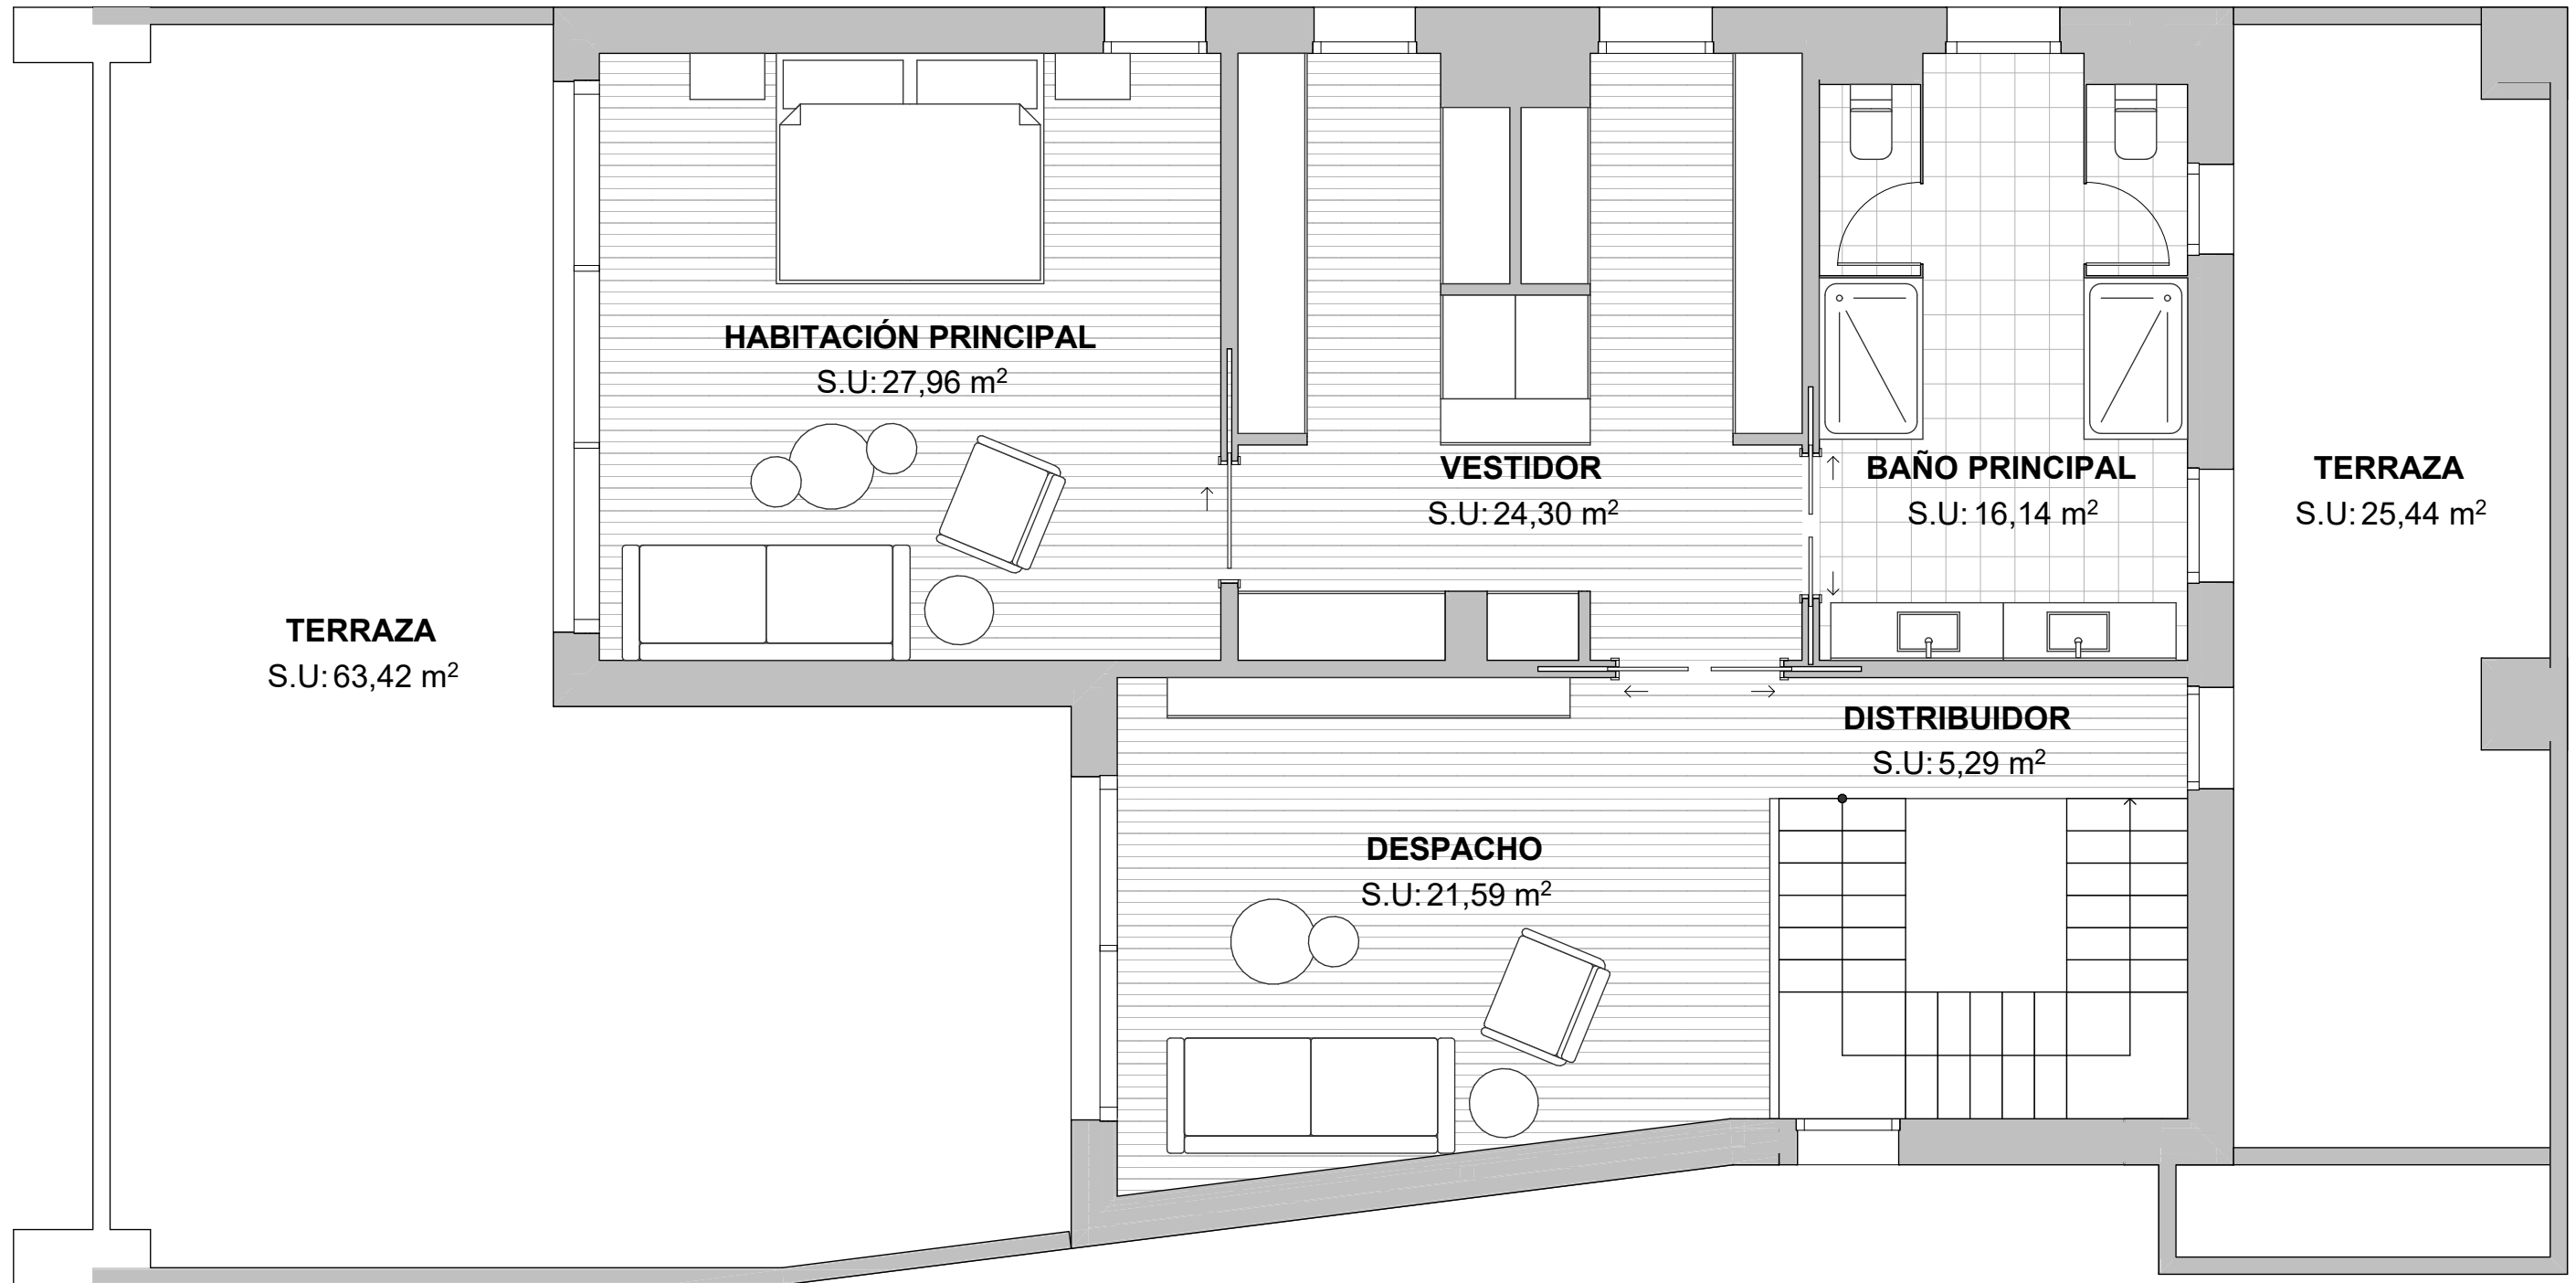 HABITACIÓN PRINCIPAL
S.U: 27,96 m²
VESTIDOR
S.U: 24,30 m²
BAÑO PRINCIPAL
S.U: 16,14 m²
TERRAZA
S.U: 25,44 m²
TERRAZA
S.U: 63,42 m²
DISTRIBUIDOR
S.U: 5,29 m²
DESPACHO
S.U: 21,59 m²